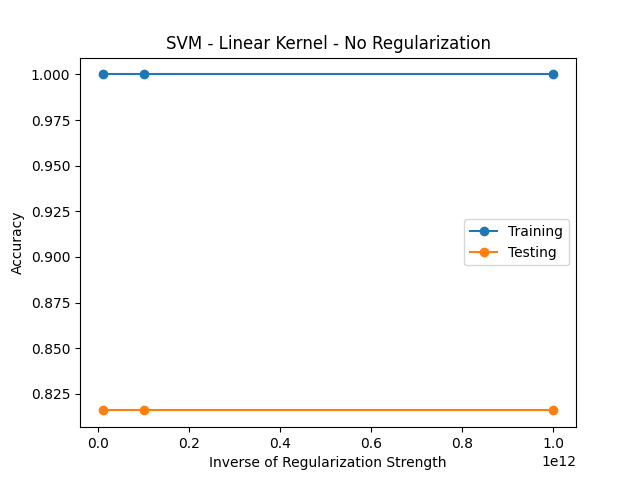 SVM - Linear Kernel - No Regularization
1.000
0.975
0.950
0.925
0.900
0.875
0.850
0.825
Accuracy
Training
Testing
0.0 0.2 0.4 0.6 0.8 1.0
1e12
Inverse of Regularization Strength